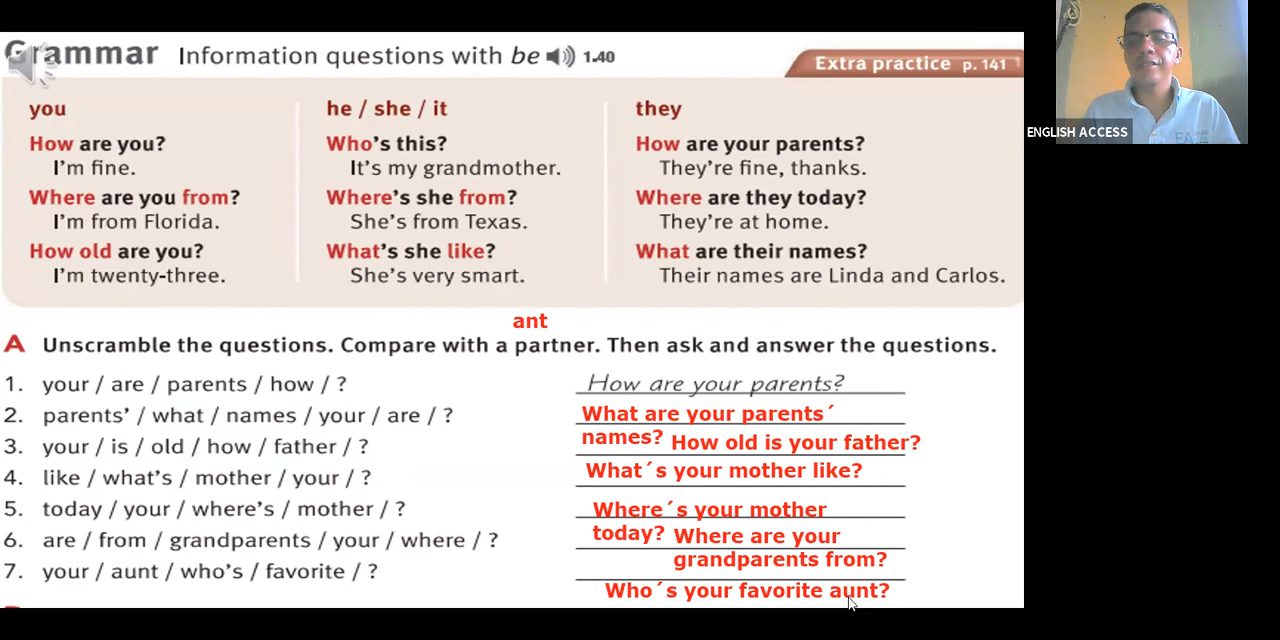 Grammar Information questions with be 1.40
Extra practice p. 141
you
How are you?
I'm fine.
Where are you from?
I'm from Florida.
How old are you?
I'm twenty-three.
he / she / it
Who's this?
It's my grandmother.
Where's she from?
She's from Texas.
What's she like?
She's very smart.
they
How are your parents?
They're fine, thanks.
Where are they today?
They're at home.
What are their names?
Their names are Linda and Carlos.
ENGLISH ACCESS
ant
A Unscramble the questions. Compare with a partner. Then ask and answer the questions.
1. your / are / parents / how / ? How are your parents?
2. parents' / what / names / your / are / ? What are your parents´
names?
3. your / is / old / how / father / ? How old is your father?
4. like / what's / mother / your / ? What´s your mother like?
5. today / your / where's / mother / ? Where´s your mother
today?
6. are / from / grandparents / your / where / ? Where are your
grandparents from?
7. your / aunt / who's / favorite / ? Who´s your favorite aunt?